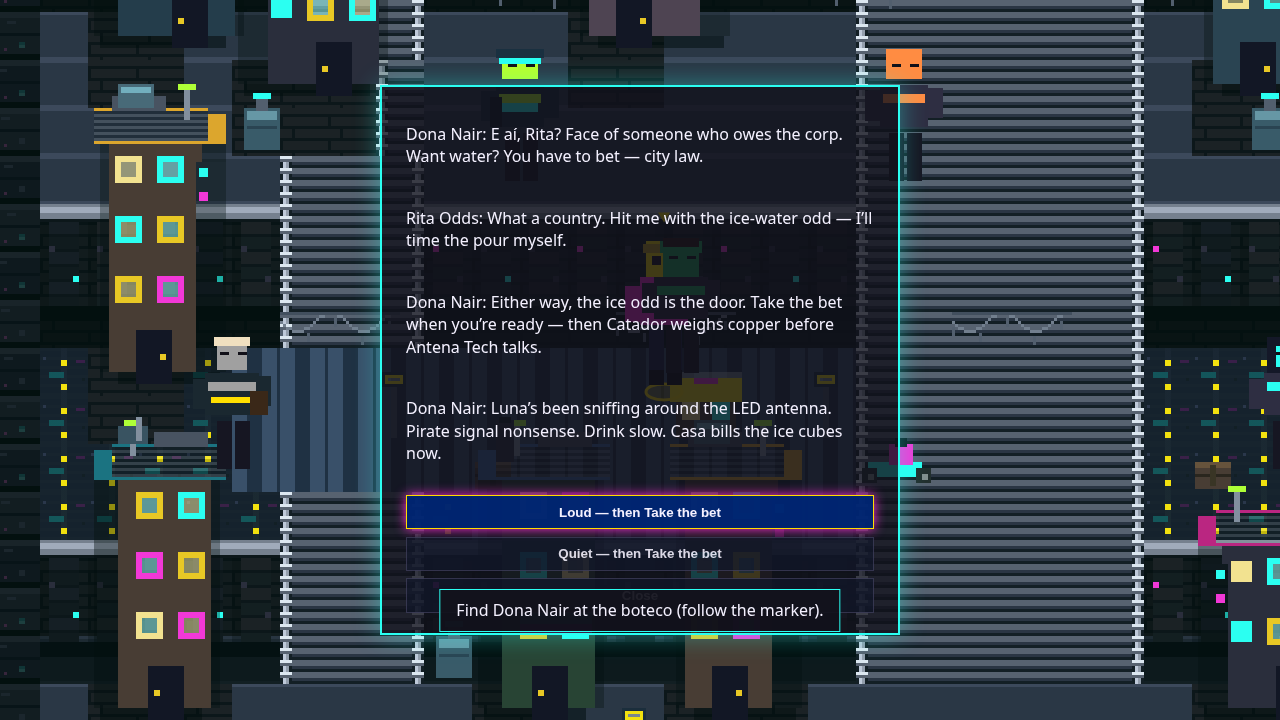 Dona Nair: E aí, Rita? Face of someone who owes the corp.
Want water? You have to bet — city law.
Rita Odds: What a country. Hit me with the ice-water odd — I’ll
time the pour myself.
Dona Nair: Either way, the ice odd is the door. Take the bet
when you’re ready — then Catador weighs copper before
Antena Tech talks.
Dona Nair: Luna’s been sniffing around the LED antenna.
Pirate signal nonsense. Drink slow. Casa bills the ice cubes
now.
Loud — then Take the bet
Quiet — then Take the bet
Close
Find Dona Nair at the boteco (follow the marker).